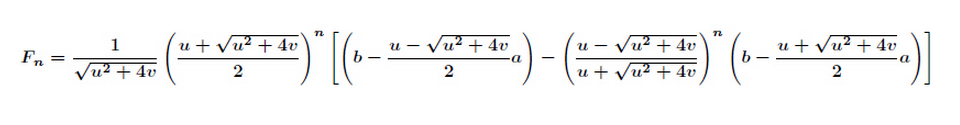 $F_n = \frac{1}{\sqrt{u^2+4v}} \left( \frac{u+\sqrt{u^2+4v}}{2} \right)^n \left[ \left( b - \frac{u-\sqrt{u^2+4v}}{2} a \right) - \left( \frac{u-\sqrt{u^2+4v}}{u+\sqrt{u^2+4v}} \right)^n \left( b - \frac{u+\sqrt{u^2+4v}}{2} a \right) \right]$